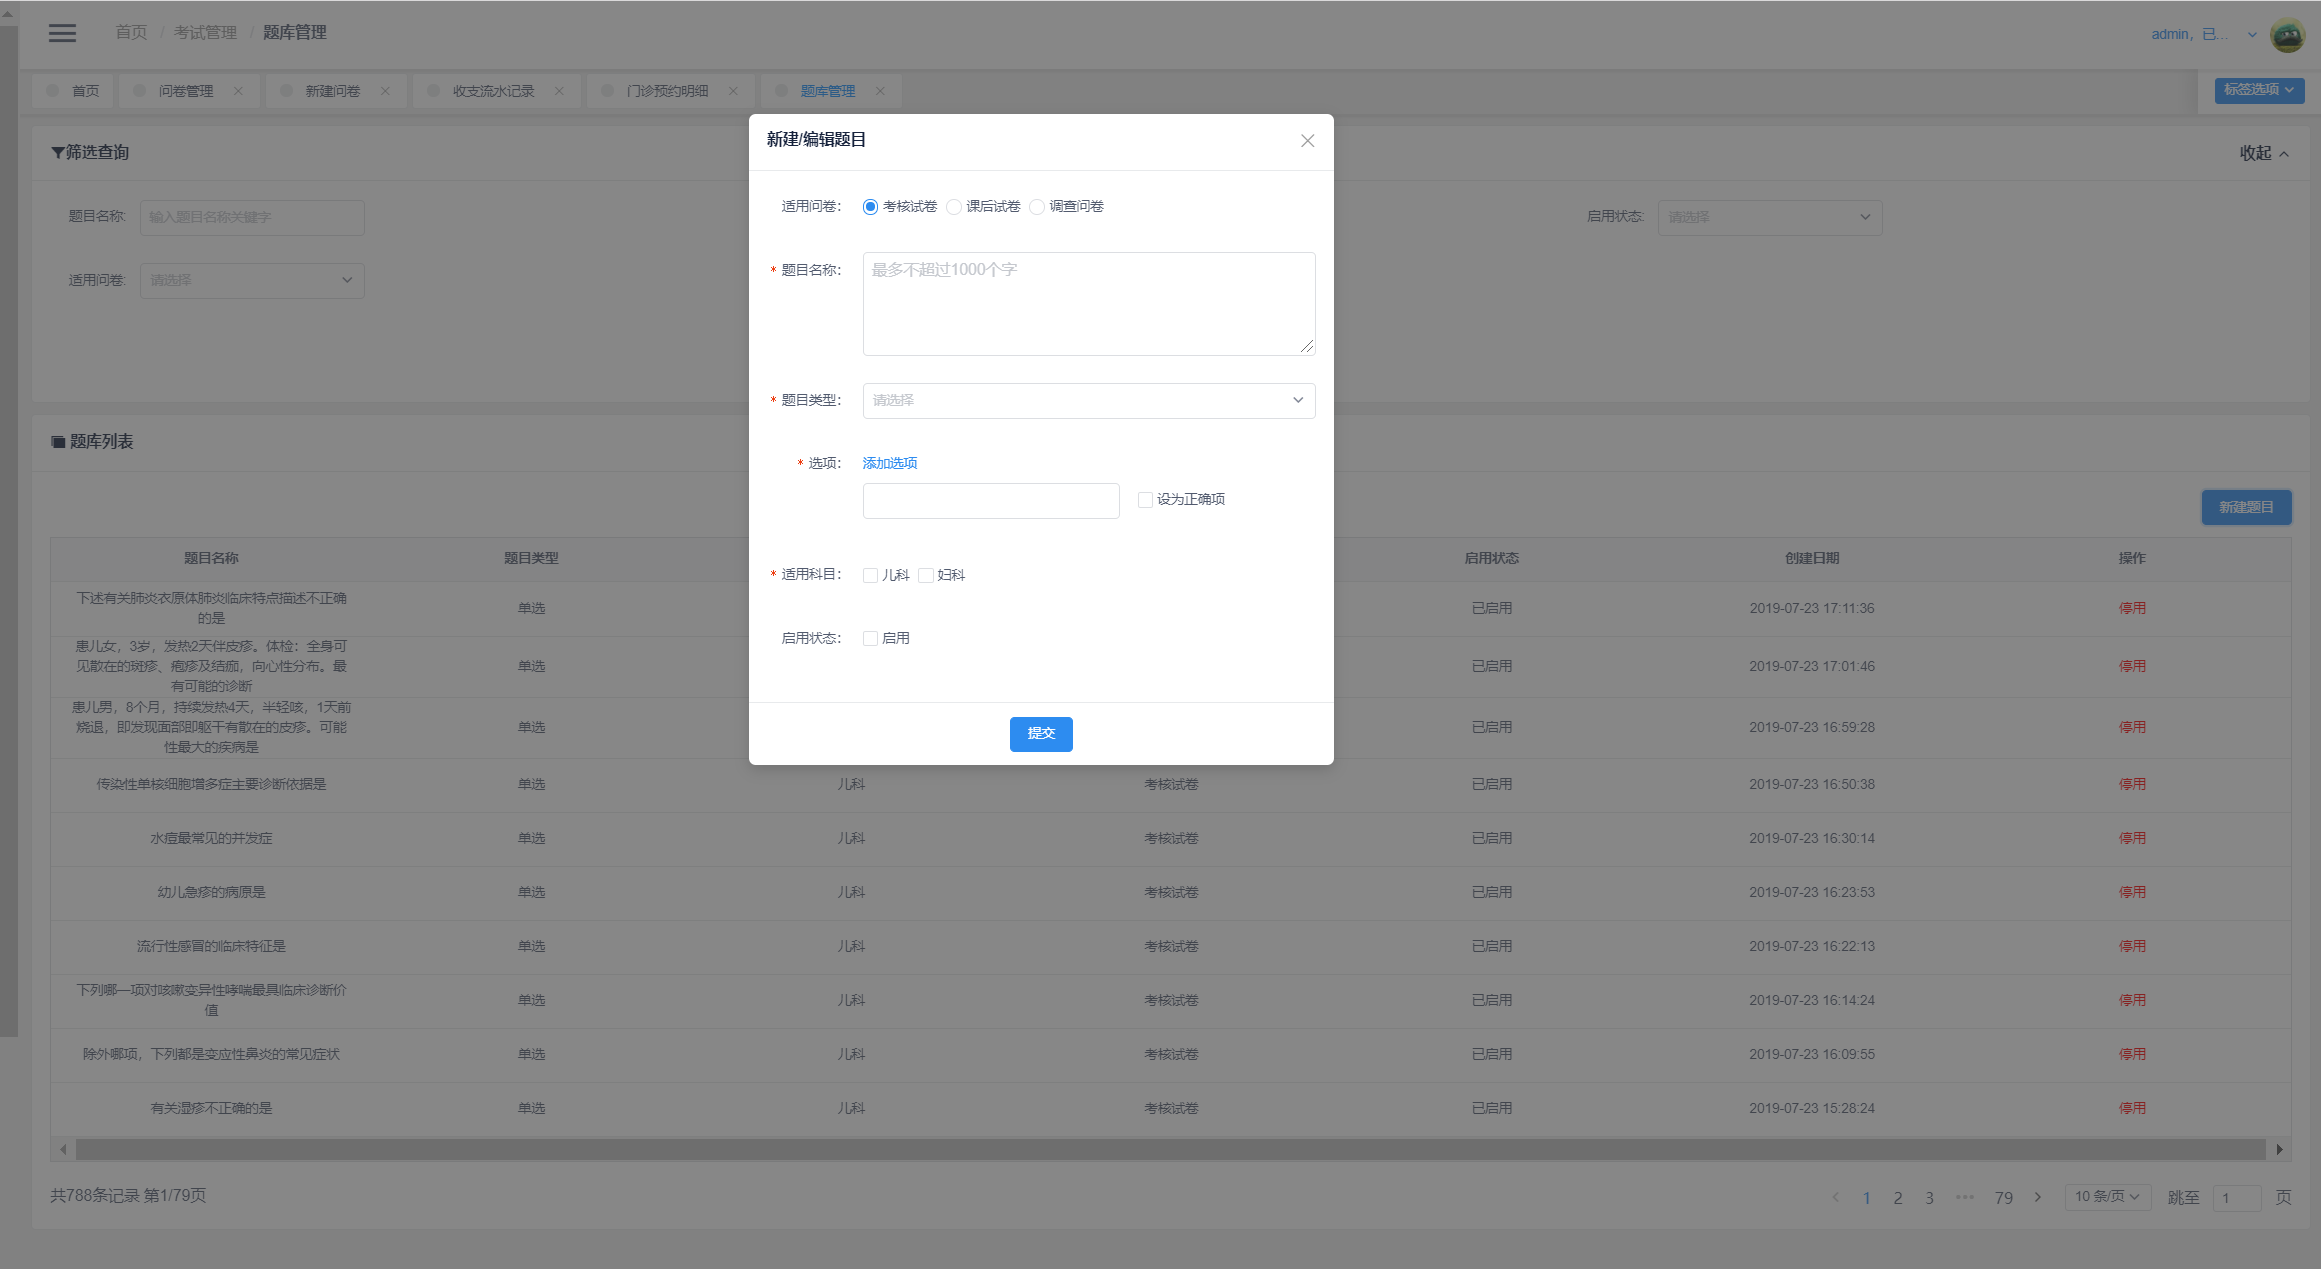 首页 / 考试管理 / 题库管理
admin，已...
首页
问卷管理
新建问卷
收支流水记录
门诊预约明细
题库管理
标签选项
筛选查询
收起
题目名称:
输入题目名称关键字
启用状态:
请选择
适用问卷:
请选择
新建/编辑题目
适用问卷：
考核试卷
课后试卷
调查问卷
* 题目名称：
最多不超过1000个字
* 题目类型：
请选择
* 选项：
添加选项
设为正确项
* 适用科目：
儿科
妇科
启用状态：
启用
提交
题库列表
新建题目
题目名称 题目类型 启用状态 创建日期 操作
下述有关肺炎衣原体肺炎临床特点描述不正确
的是
单选 已启用 2019-07-23 17:11:36 停用
患儿女，3岁，发热2天伴皮疹。体检：全身可
见散在的斑疹、疱疹及结痂，向心性分布。最
有可能的诊断
单选 已启用 2019-07-23 17:01:46 停用
患儿男，8个月，持续发热4天，半轻咳，1天前
烧退，即发现面部即躯干有散在的皮疹。可能
性最大的疾病是
单选 已启用 2019-07-23 16:59:28 停用
传染性单核细胞增多症主要诊断依据是 单选 儿科 考核试卷 已启用 2019-07-23 16:50:38 停用
水痘最常见的并发症 单选 儿科 考核试卷 已启用 2019-07-23 16:30:14 停用
幼儿急疹的病原是 单选 儿科 考核试卷 已启用 2019-07-23 16:23:53 停用
流行性感冒的临床特征是 单选 儿科 考核试卷 已启用 2019-07-23 16:22:13 停用
下列哪一项对咳嗽变异性哮喘最具临床诊断价
值
单选 儿科 考核试卷 已启用 2019-07-23 16:14:24 停用
除外哪项，下列都是变应性鼻炎的常见症状 单选 儿科 考核试卷 已启用 2019-07-23 16:09:55 停用
有关湿疹不正确的是 单选 儿科 考核试卷 已启用 2019-07-23 15:28:24 停用
共788条记录 第1/79页
1 2 3 ••• 79 10 条/页 跳至 1 页